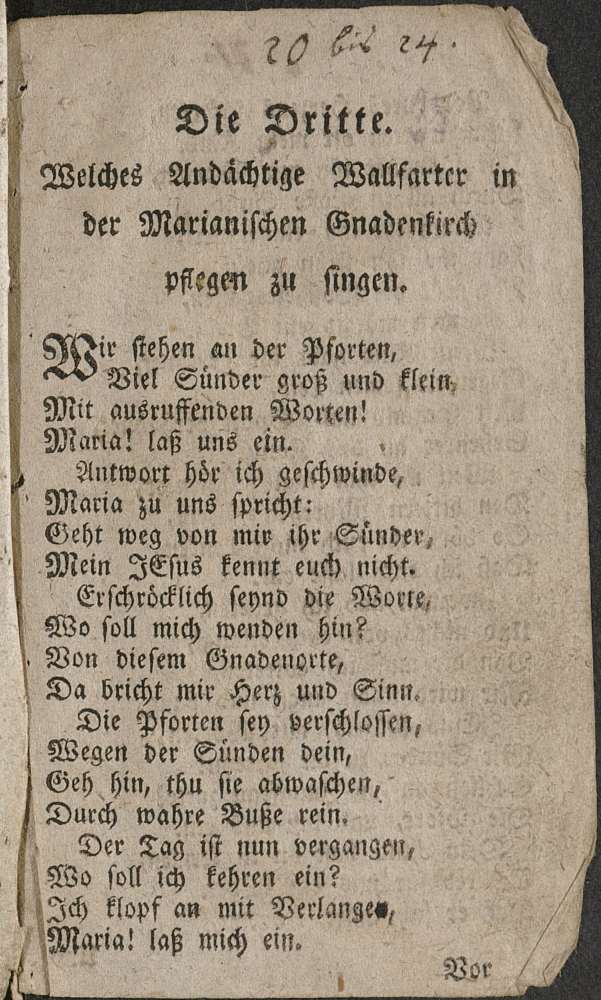 20 bis 24.
Die Dritte.
Welches Andächtige Wallfarter in
der Marianischen Gnadenkirch
pflegen zu singen.
Wir stehen an der Pforten,
Viel Sünder groß und klein,
Mit ausruffenden Worten!
Maria! laß uns ein.
Antwort hör ich geschwinde,
Maria zu uns spricht:
Geht weg von mir ihr Sünder,
Mein JEsus kennt euch nicht.
Erschröcklich seynd die Worte,
Wo soll mich wenden hin?
Von diesem Gnadenorte,
Da bricht mir Herz und Sinn.
Die Pforten sey verschlossen,
Wegen der Sünden dein,
Geh hin, thu sie abwaschen,
Durch wahre Buße rein.
Der Tag ist nun vergangen,
Wo soll ich kehren ein?
Ich klopf an mit Verlangen,
Maria! laß mich ein.
Vor